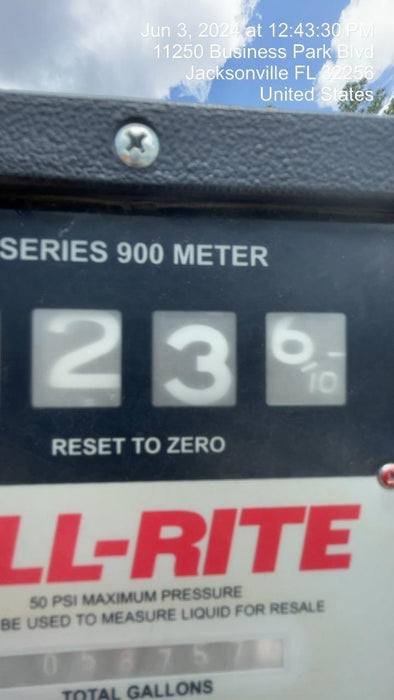 Jun 3, 2024 at 12:43:30 PM
11250 Business Park Blvd
Jacksonville FL 32256
United States
SERIES 900 METER
2 3 6/10
RESET TO ZERO
LL-RITE
50 PSI MAXIMUM PRESSURE
BE USED TO MEASURE LIQUID FOR RESALE
TOTAL GALLONS